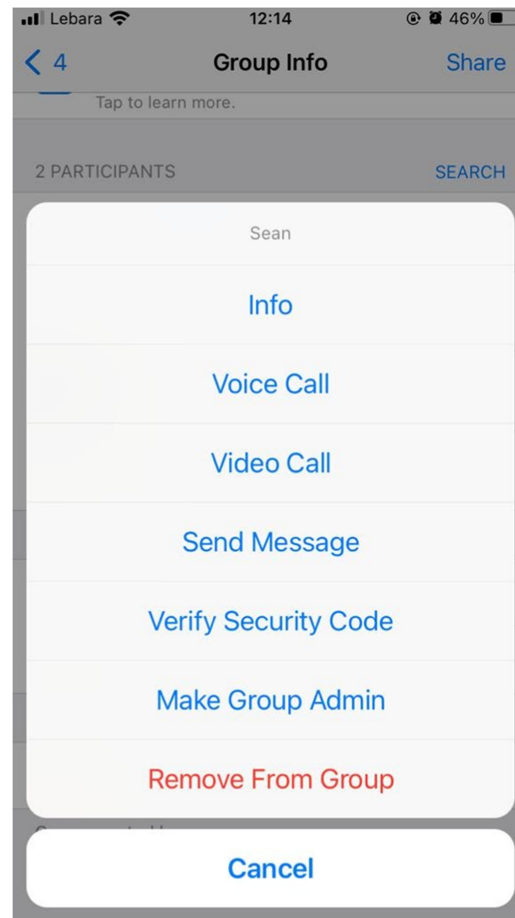 Lebara 12:14 46%
4 Group Info Share
Tap to learn more.
2 PARTICIPANTS SEARCH
Sean
Info
Voice Call
Video Call
Send Message
Verify Security Code
Make Group Admin
Remove From Group
Cancel